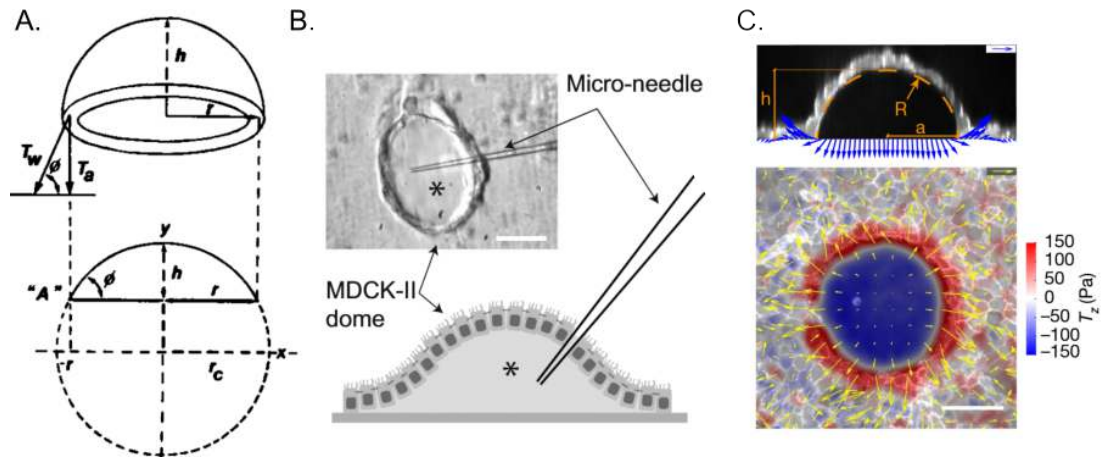 A.
h
r
T_w
ø
T_a
y
h
ø
"A"
r
-r
r_c
x
B.
Micro-needle
*
MDCK-II
dome
*
C.
h
R
a
150
100
50
0
−50
−100
−150
T_z (Pa)